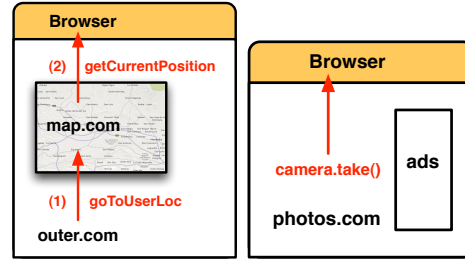 Browser
(2) getCurrentPosition
map.com
(1) goToUserLoc
outer.com
Browser
camera.take()
ads
photos.com